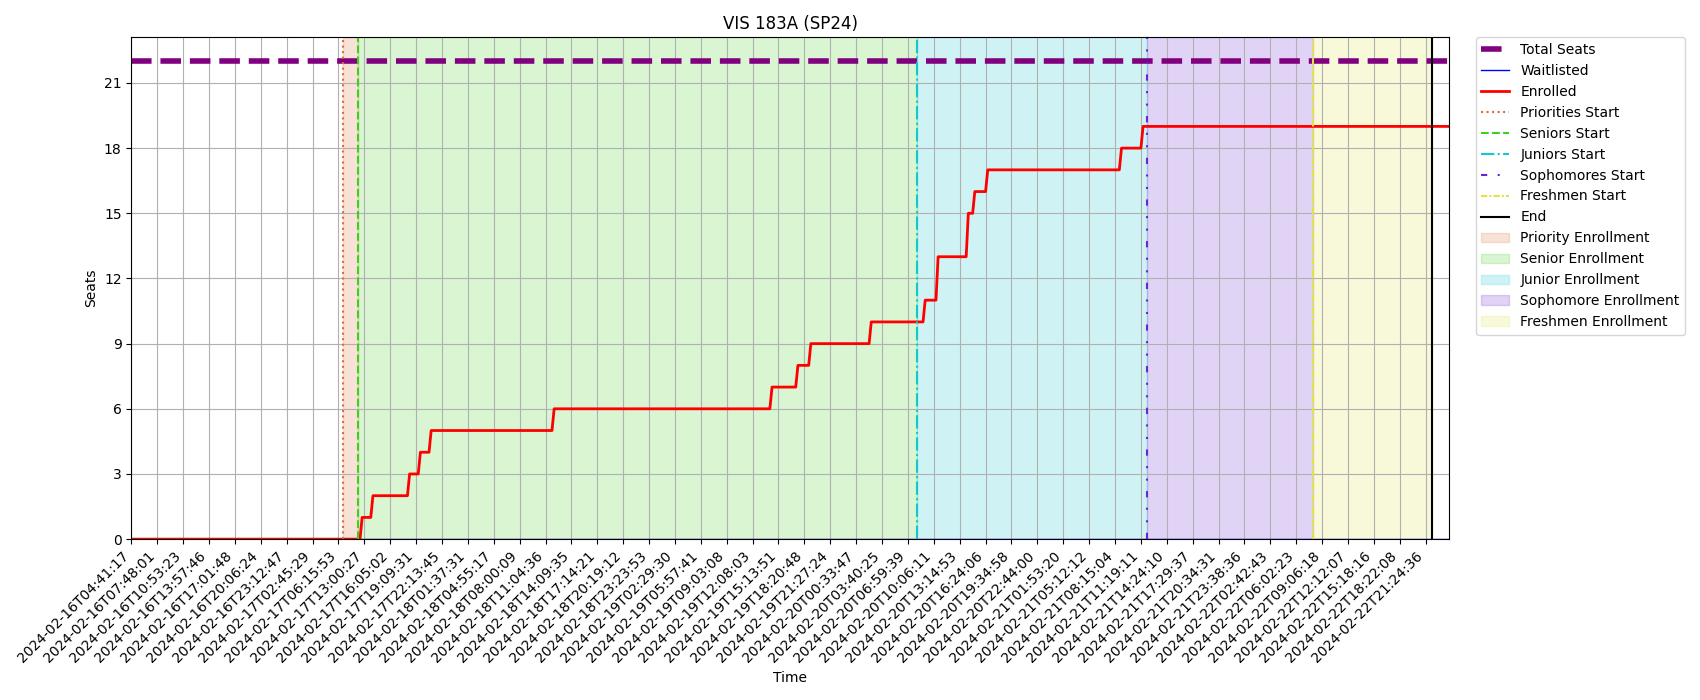 VIS 183A (SP24)
Total Seats
Waitlisted
Enrolled
Priorities Start
Seniors Start
Juniors Start
Sophomores Start
Freshmen Start
End
Priority Enrollment
Senior Enrollment
Junior Enrollment
Sophomore Enrollment
Freshmen Enrollment
Seats
21
18
15
12
9
6
3
0
2024-02-16T04:41:17
2024-02-16T07:48:01
2024-02-16T10:53:23
2024-02-16T13:57:46
2024-02-16T17:01:48
2024-02-16T20:06:24
2024-02-16T23:12:47
2024-02-17T02:45:29
2024-02-17T06:15:53
2024-02-17T13:00:27
2024-02-17T16:05:02
2024-02-17T19:09:31
2024-02-17T22:13:45
2024-02-18T01:37:31
2024-02-18T04:55:17
2024-02-18T08:00:09
2024-02-18T11:04:36
2024-02-18T14:09:35
2024-02-18T17:14:21
2024-02-18T20:19:12
2024-02-18T23:23:53
2024-02-19T02:29:30
2024-02-19T05:57:41
2024-02-19T09:03:08
2024-02-19T12:08:03
2024-02-19T15:13:51
2024-02-19T18:20:48
2024-02-19T21:27:24
2024-02-20T00:33:47
2024-02-20T03:40:25
2024-02-20T06:59:39
2024-02-20T10:06:11
2024-02-20T13:14:53
2024-02-20T16:24:06
2024-02-20T19:34:58
2024-02-20T22:44:00
2024-02-21T01:53:20
2024-02-21T05:12:12
2024-02-21T08:15:04
2024-02-21T11:19:11
2024-02-21T14:24:10
2024-02-21T17:29:37
2024-02-21T20:34:31
2024-02-21T23:38:36
2024-02-22T02:42:43
2024-02-22T06:02:23
2024-02-22T09:06:18
2024-02-22T12:12:07
2024-02-22T15:18:16
2024-02-22T18:22:08
2024-02-22T21:24:36
Time